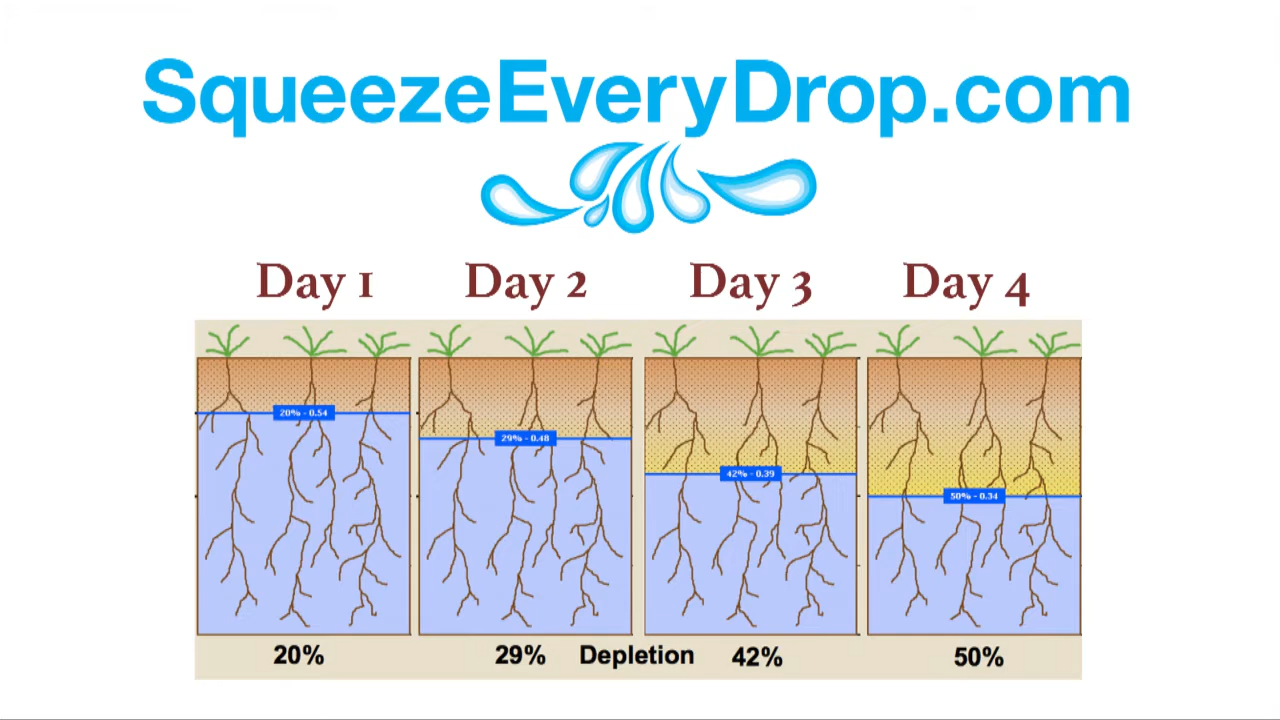 SqueezeEveryDrop.com
Day 1 Day 2 Day 3 Day 4
20% - 0.54
29% - 0.48
42% - 0.39
50% - 0.34
20% 29% Depletion 42% 50%